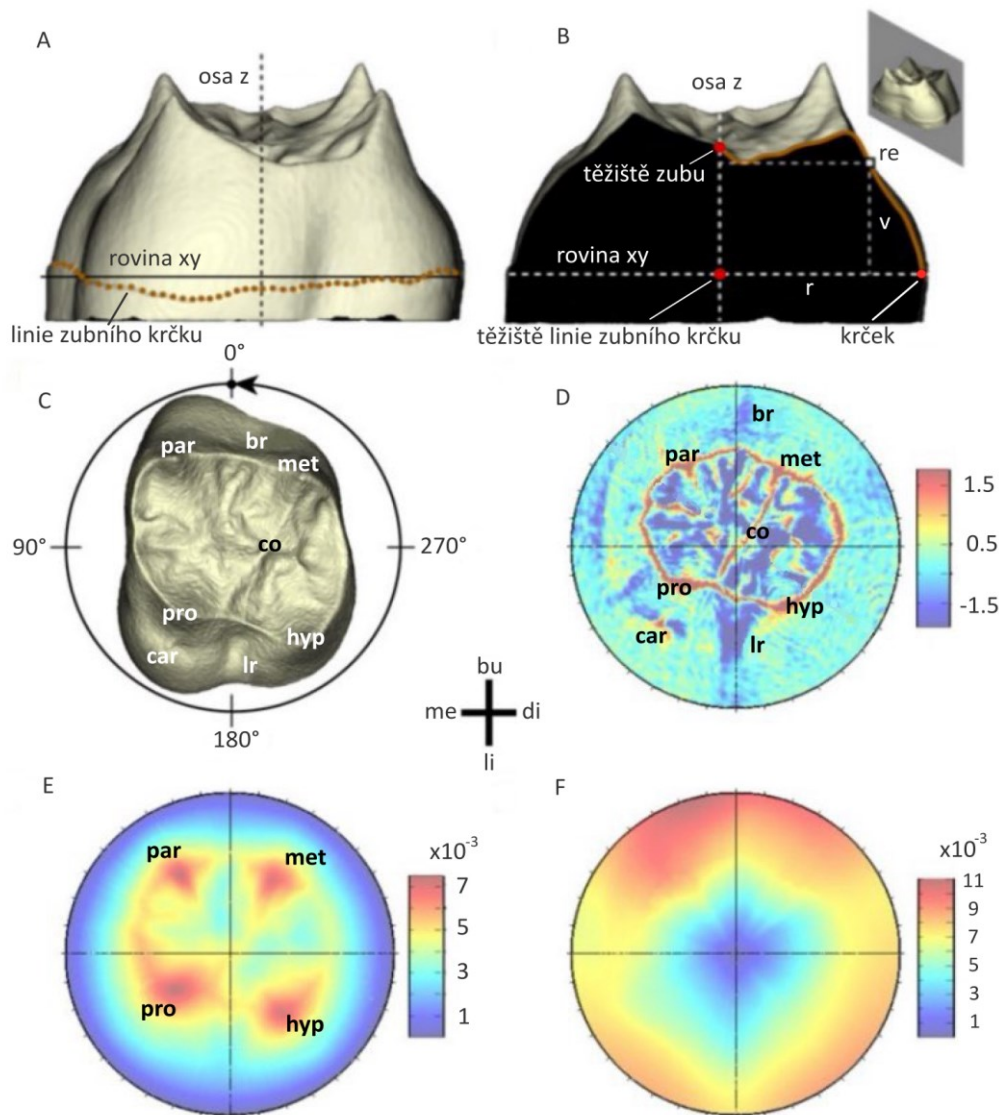 A
osa z
rovina xy
linie zubního krčku
B
osa z
těžiště zubu
re
v
rovina xy
r
těžiště linie zubního krčku
krček
C
0°
par
br
met
90°
co
270°
pro
hyp
car
lr
180°
bu
me
di
li
D
br
par
met
co
pro
hyp
car
lr
1.5
0.5
-1.5
E
par
met
pro
hyp
x10⁻³
7
5
3
1
F
x10⁻³
11
9
7
5
3
1